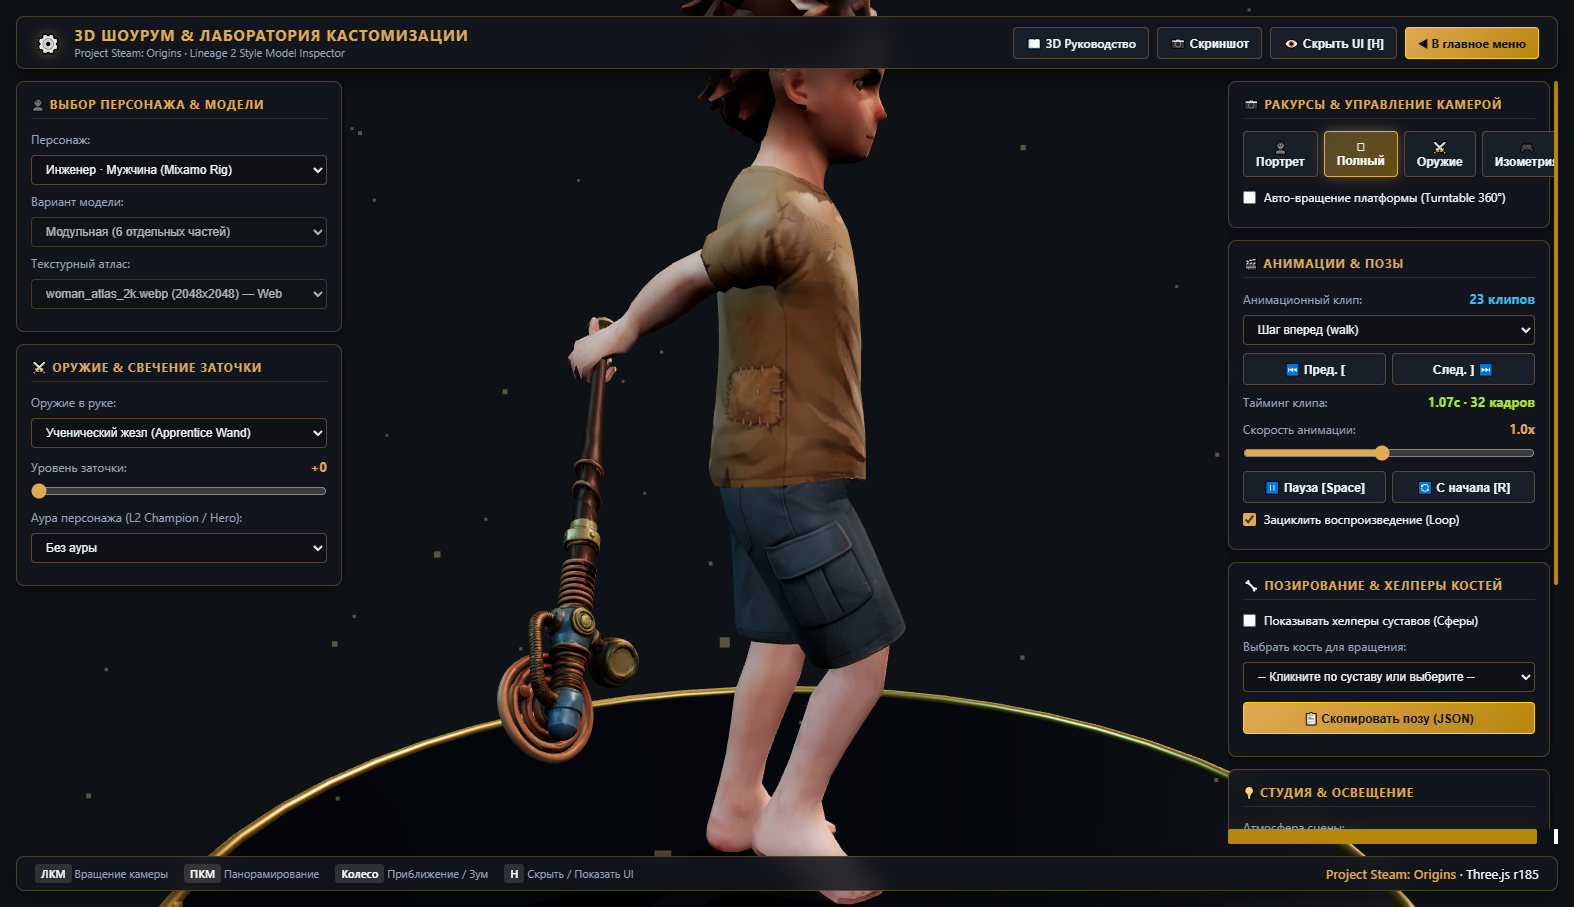 3D ШОУРУМ & ЛАБОРАТОРИЯ КАСТОМИЗАЦИИ
Project Steam: Origins · Lineage 2 Style Model Inspector
3D Руководство
Скриншот
Скрыть UI [H]
◀ В главное меню
ВЫБОР ПЕРСОНАЖА & МОДЕЛИ
Персонаж:
Инженер - Мужчина (Mixamo Rig)
Вариант модели:
Модульная (6 отдельных частей)
Текстурный атлас:
woman_atlas_2k.webp (2048x2048) — Web
ОРУЖИЕ & СВЕЧЕНИЕ ЗАТОЧКИ
Оружие в руке:
Ученический жезл (Apprentice Wand)
Уровень заточки: +0
Аура персонажа (L2 Champion / Hero):
Без ауры
РАКУРСЫ & УПРАВЛЕНИЕ КАМЕРОЙ
Портрет
Полный
Оружие
Изометрия
Авто-вращение платформы (Turntable 360°)
АНИМАЦИИ & ПОЗЫ
Анимационный клип: 23 клипов
Шаг вперед (walk)
Пред. [
След. ]
Тайминг клипа: 1.07с · 32 кадров
Скорость анимации: 1.0x
Пауза [Space]
С начала [R]
Зациклить воспроизведение (Loop)
ПОЗИРОВАНИЕ & ХЕЛПЕРЫ КОСТЕЙ
Показывать хелперы суставов (Сферы)
Выбрать кость для вращения:
-- Кликните по суставу или выберите --
Скопировать позу (JSON)
СТУДИЯ & ОСВЕЩЕНИЕ
Атмосфера сцены:
ЛКМ Вращение камеры ПКМ Панорамирование Колесо Приближение / Зум H Скрыть / Показать UI
Project Steam: Origins · Three.js r185